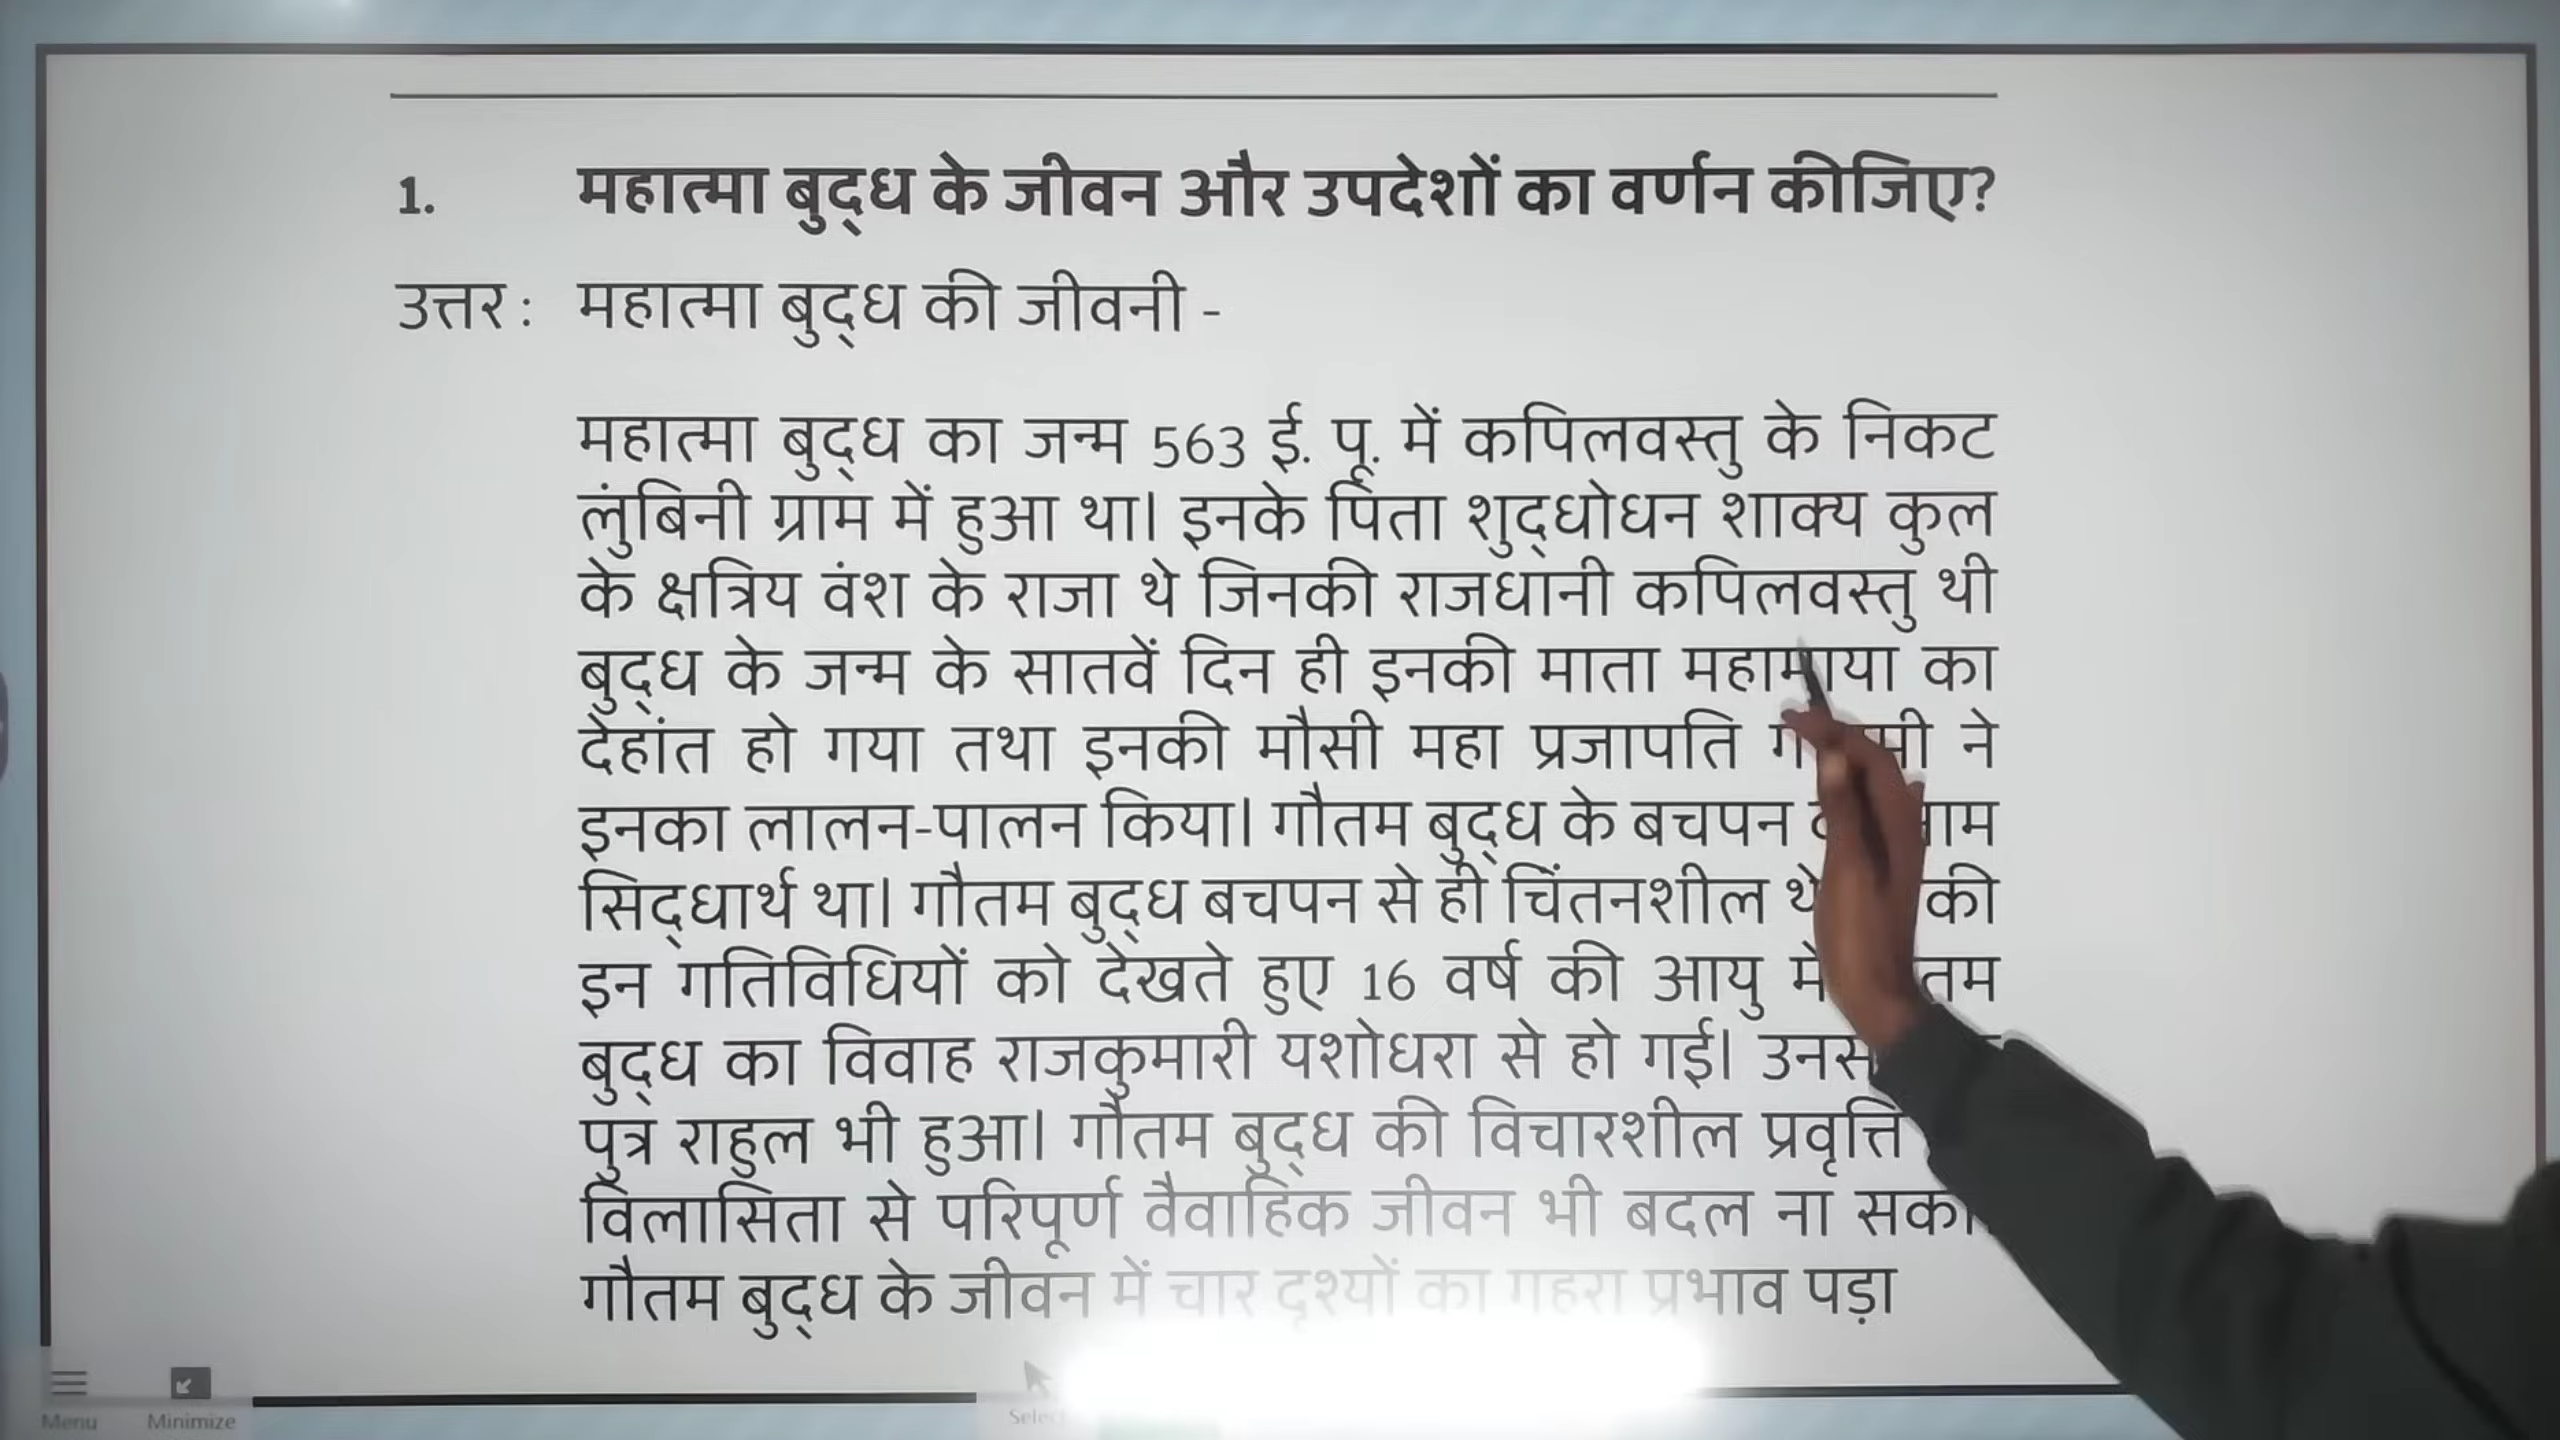 1. महात्मा बुद्ध के जीवन और उपदेशों का वर्णन कीजिए?
उत्तर : महात्मा बुद्ध की जीवनी -
महात्मा बुद्ध का जन्म 563 ई. पू. में कपिलवस्तु के निकट
लुंबिनी ग्राम में हुआ था। इनके पिता शुद्धोधन शाक्य कुल
के क्षत्रिय वंश के राजा थे जिनकी राजधानी कपिलवस्तु थी
बुद्ध के जन्म के सातवें दिन ही इनकी माता महामाया का
देहांत हो गया तथा इनकी मौसी महा प्रजापति ने
इनका लालन-पालन किया। गौतम बुद्ध के बचपन
सिद्धार्थ था। गौतम बुद्ध बचपन से ही चिंतनशील थे की
इन गतिविधियों को देखते हुए 16 वर्ष की आयु
बुद्ध का विवाह राजकुमारी यशोधरा से हो गई।
पुत्र राहुल भी हुआ। गौतम बुद्ध की विचारशील प्रवृत्ति
विलासिता से परिपूर्ण वैवाहिक जीवन भी बदल ना सका
गौतम बुद्ध के जीवन में चार दृश्यों का गहरा प्रभाव पड़ा
Menu Minimize Select